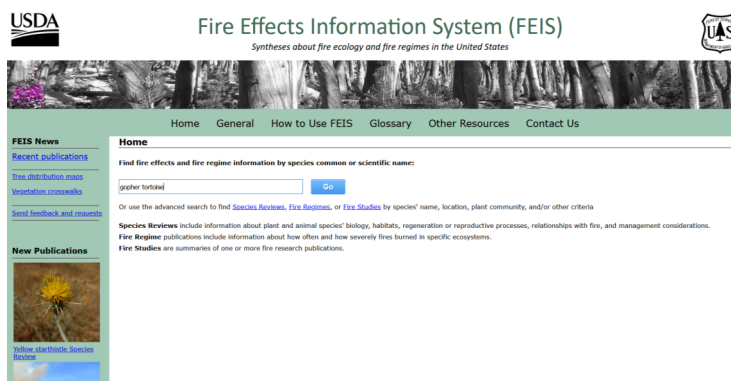 USDA
Fire Effects Information System (FEIS)
Syntheses about fire ecology and fire regimes in the United States
Home General How to Use FEIS Glossary Other Resources Contact Us
FEIS News
Recent publications
Tree distribution maps
Vegetation crosswalks
Send feedback and requests
New Publications
Yellow starthistle Species
Review
Home
Find fire effects and fire regime information by species common or scientific name:
gopher tortoise
Go
Or use the advanced search to find Species Reviews, Fire Regimes, or Fire Studies by species' name, location, plant community, and/or other criteria
Species Reviews include information about plant and animal species' biology, habitats, regeneration or reproductive processes, relationships with fire, and management considerations.
Fire Regime publications include information about how often and how severely fires burned in specific ecosystems.
Fire Studies are summaries of one or more fire research publications.